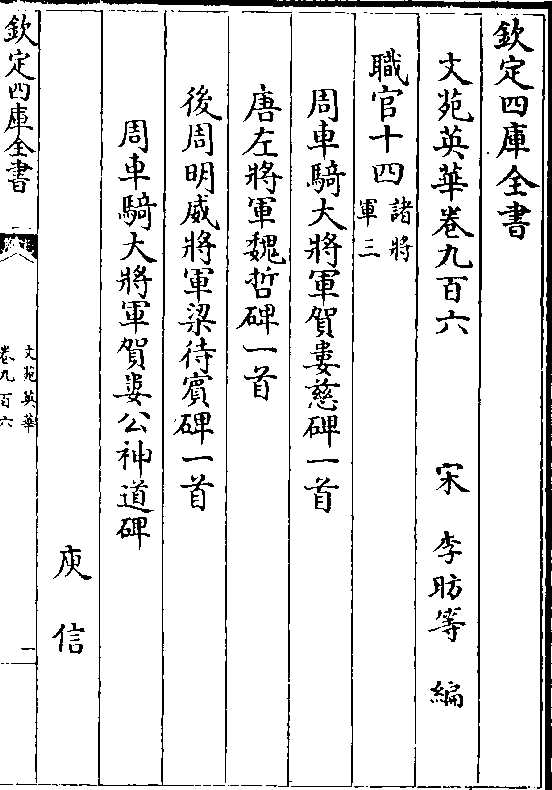 欽定四庫全書
文苑英華卷九百六 宋 李昉等 編
職官十四 諸將軍三
周車騎大將軍賀婁慈碑一首
唐左將軍魏哲碑一首
後周明威將軍梁待賓碑一首
周車騎大將軍賀婁公神道碑
庾信
欽定四庫全書
文苑英華
卷九百六
一